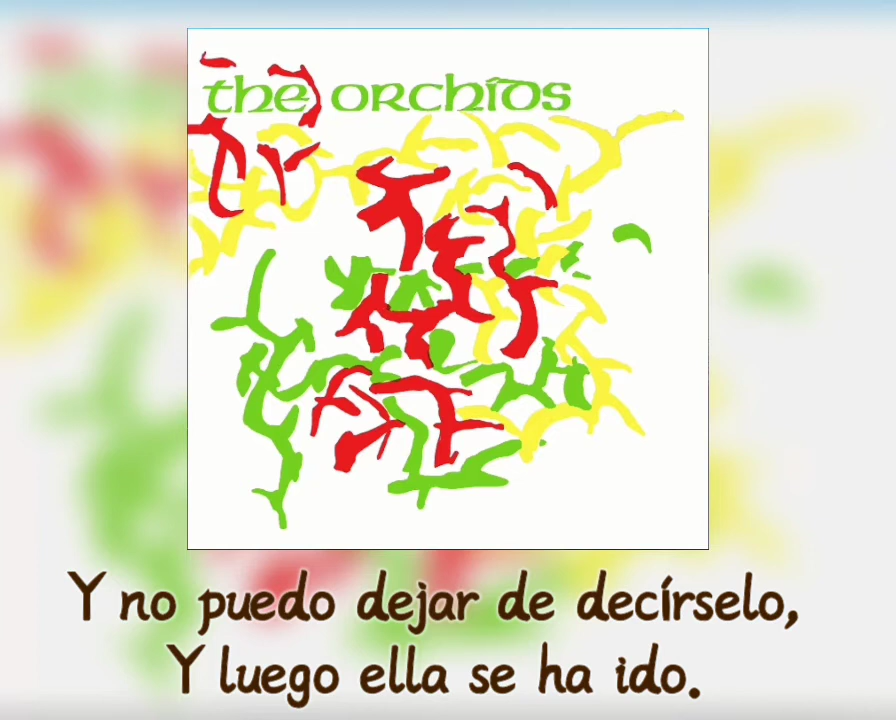 the orchids
Y no puedo dejar de decírselo,
Y luego ella se ha ido.